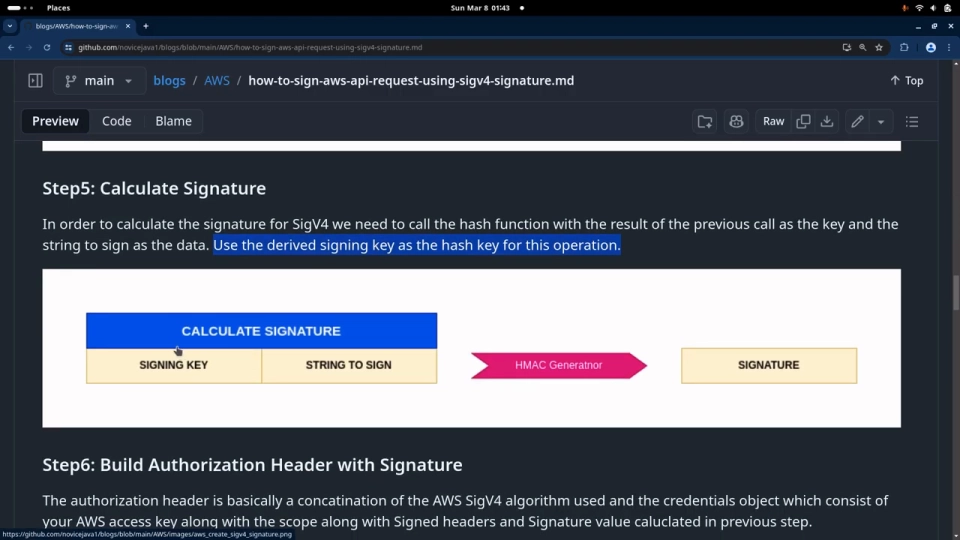 Places
Sun Mar 8 01:43
blogs/AWS/how-to-sign-aw
github.com/novicejava1/blogs/blob/main/AWS/how-to-sign-aws-api-request-using-sigv4-signature.md
main
blogs / AWS / how-to-sign-aws-api-request-using-sigv4-signature.md
Top
Preview
Code
Blame
Raw
Step5: Calculate Signature
In order to calculate the signature for SigV4 we need to call the hash function with the result of the previous call as the key and the
string to sign as the data. Use the derived signing key as the hash key for this operation.
CALCULATE SIGNATURE
SIGNING KEY
STRING TO SIGN
HMAC Generatnor
SIGNATURE
Step6: Build Authorization Header with Signature
The authorization header is basically a concatination of the AWS SigV4 algorithm used and the credentials object which consist of
your AWS access key along with the scope along with Signed headers and Signature value caluclated in previous step.
https://github.com/novicejava1/blogs/blob/main/AWS/images/aws_create_sigv4_signature.png